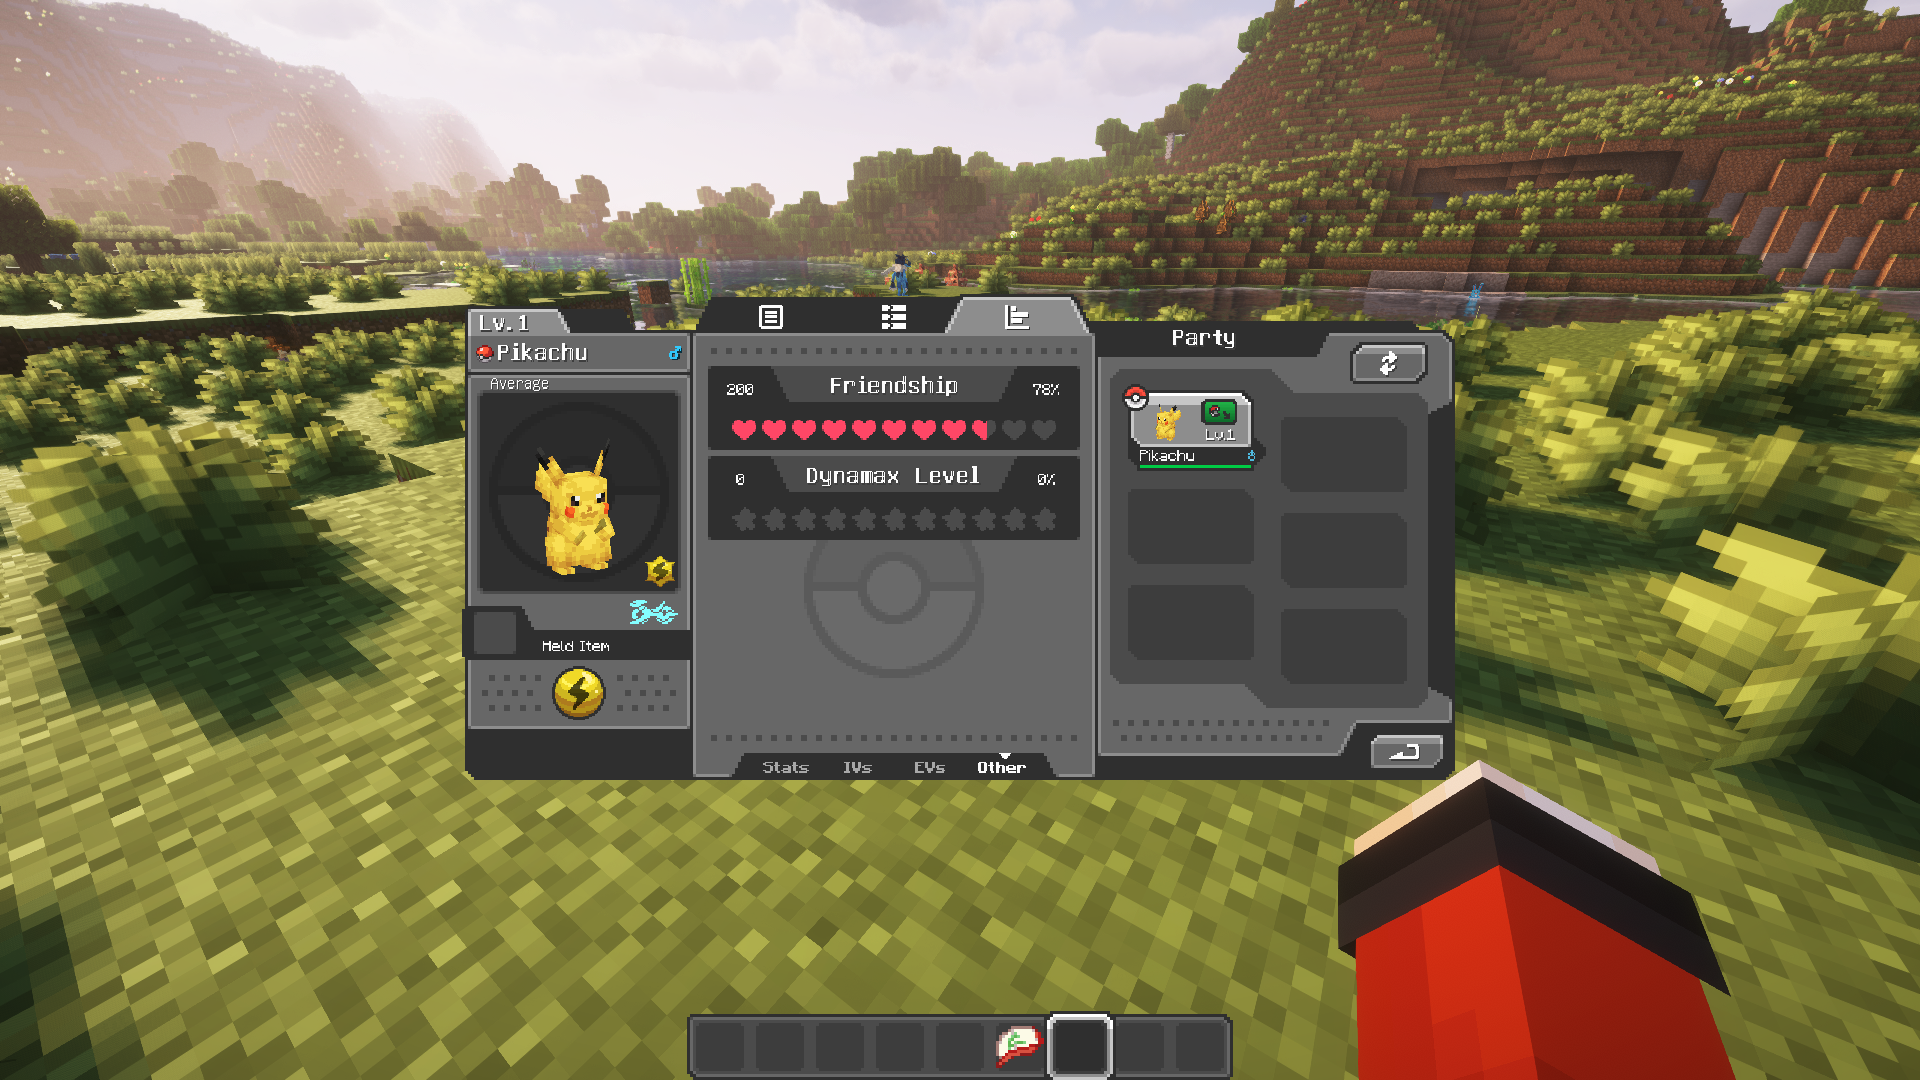 Lv.1
Pikachu
Average
Held Item
200 Friendship 78%
0 Dynamax Level 0%
Stats IVs EVs Other
Party
Lv.1
Pikachu